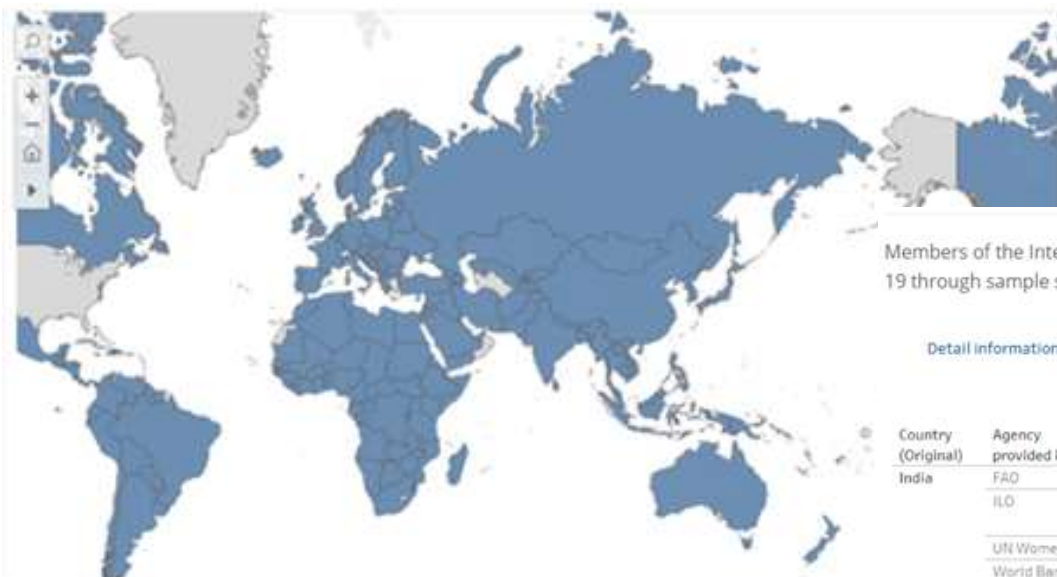 Members of the Inte
19 through sample s
Detail information
Country Agency
(Original) provided i
India FAO
ILO
UN Wome
World Ban